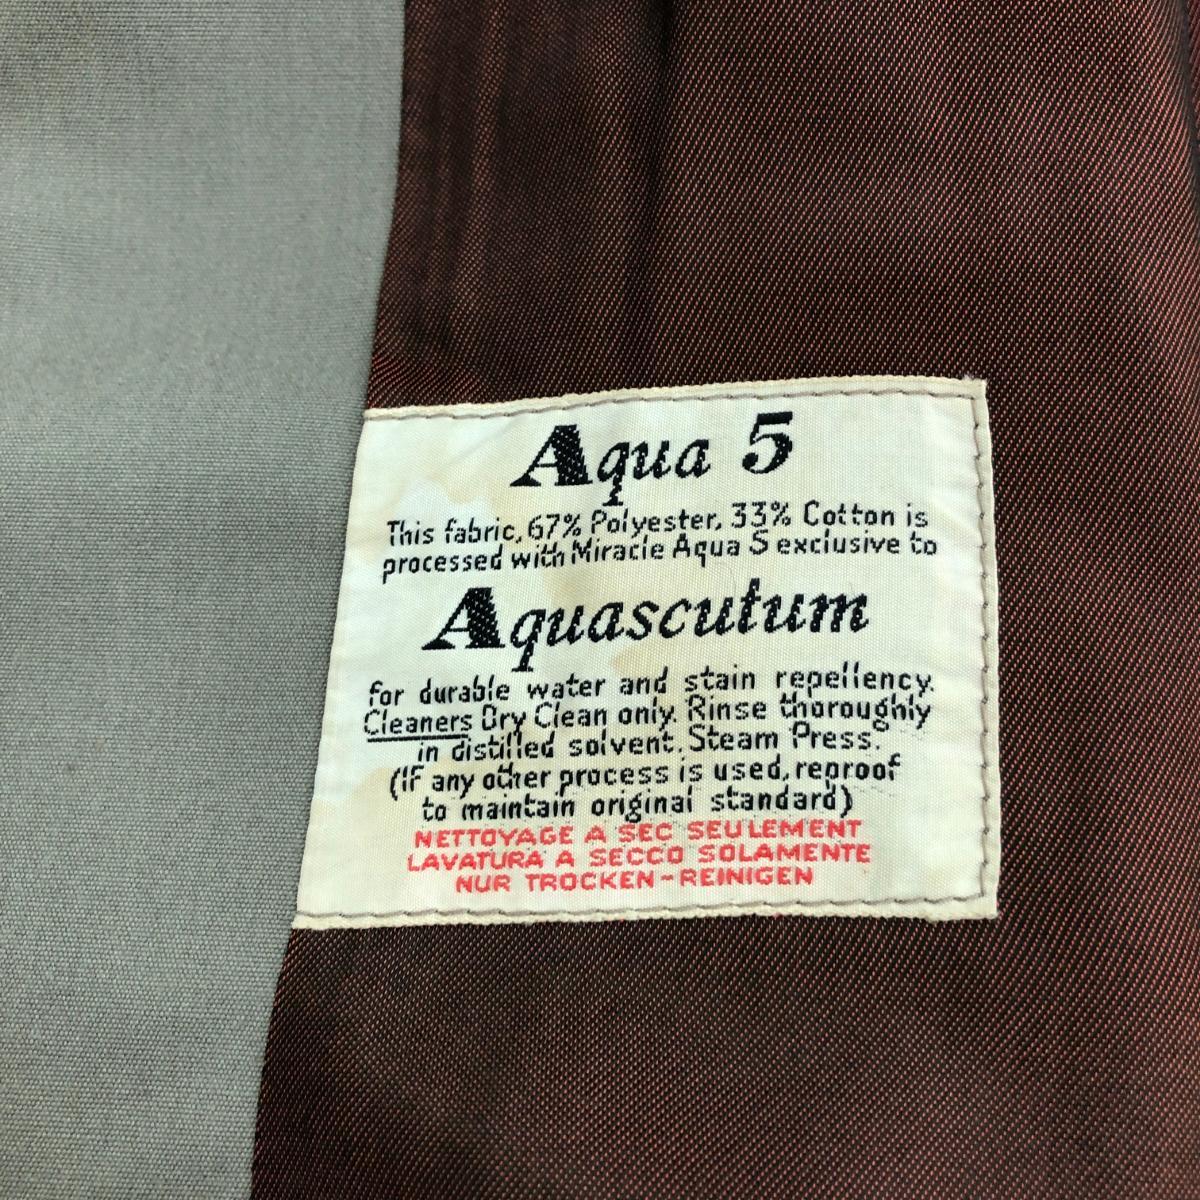 Aqua 5
This fabric, 67% Polyester, 33% Cotton is
processed with Miracle Aqua 5 exclusive to
Aquascutum
for durable water and stain repellency.
Cleaners Dry Clean only. Rinse thoroughly
in distilled solvent. Steam Press.
(IF any other process is used, reproof
to maintain original standard)
NETTOYAGE A SEC SEULEMENT
LAVATURA A SECCO SOLAMENTE
NUR TROCKEN-REINIGEN